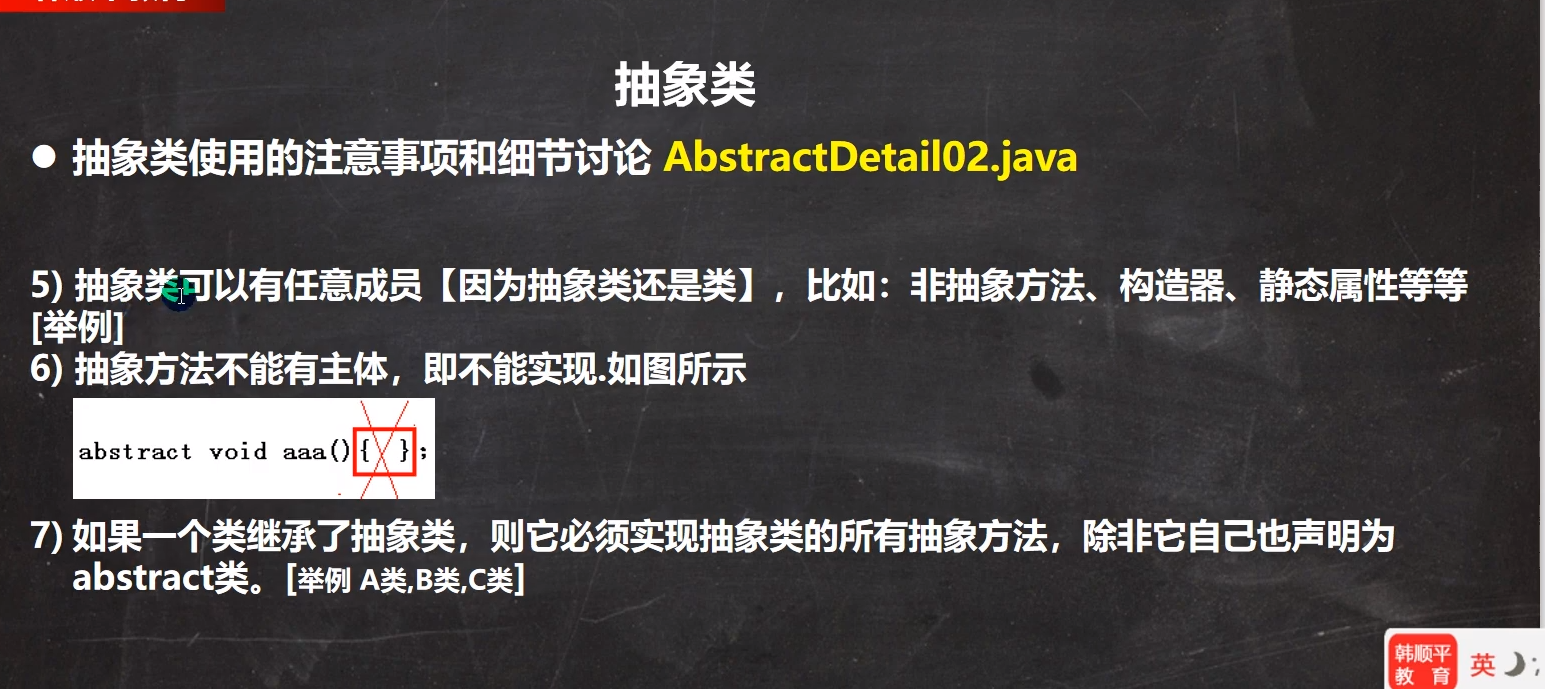 抽象类
● 抽象类使用的注意事项和细节讨论 AbstractDetail02.java
5) 抽象类可以有任意成员【因为抽象类还是类】，比如：非抽象方法、构造器、静态属性等等
[举例]
6) 抽象方法不能有主体，即不能实现.如图所示
abstract void aaa(){ };
7) 如果一个类继承了抽象类，则它必须实现抽象类的所有抽象方法，除非它自己也声明为
abstract类。[举例 A类,B类,C类]
韩顺平
教 育
英 ;